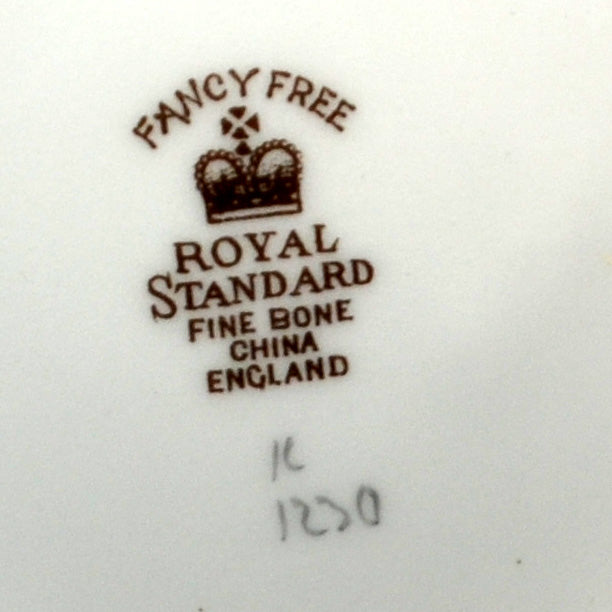 FANCY FREE
ROYAL
STANDARD
FINE BONE
CHINA
ENGLAND
1230